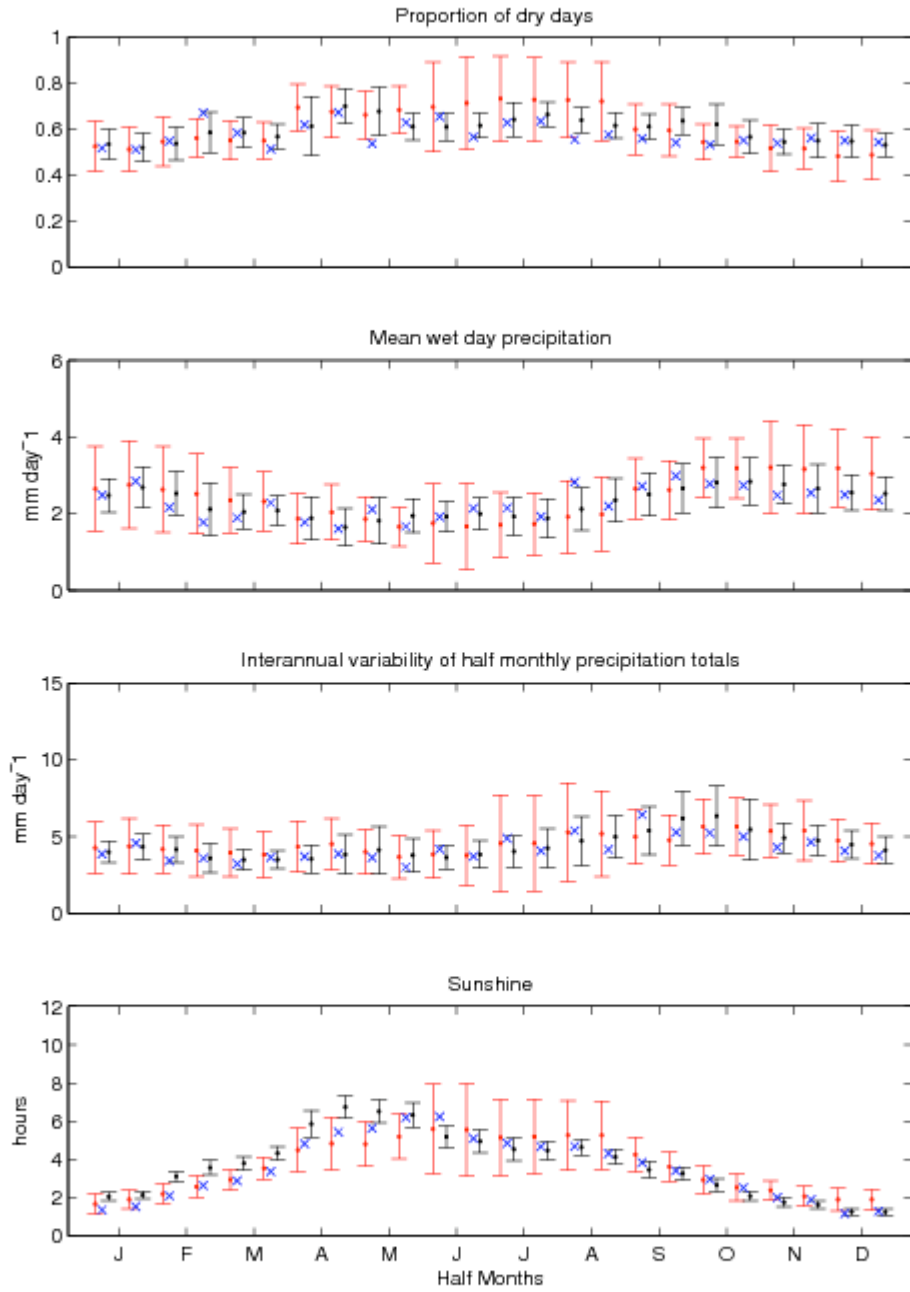 Proportion of dry days
1
0.8
0.6
0.4
0.2
0
Mean wet day precipitation
6
4
2
0
mm day⁻1
Interannual variability of half monthly precipitation totals
15
10
5
0
mm day⁻1
Sunshine
12
10
8
6
4
2
0
hours
J F M A M J J A S O N D
Half Months